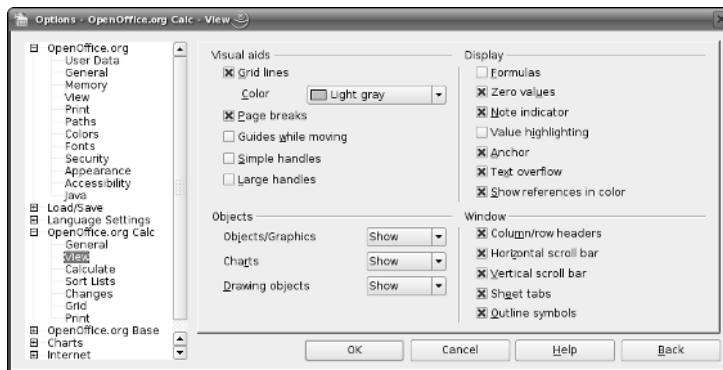 Options - OpenOffice.org Calc - View
OpenOffice.org
User Data
General
Memory
View
Print
Paths
Colors
Fonts
Security
Appearance
Accessibility
Java
Load/Save
Language Settings
OpenOffice.org Calc
General
View
Calculate
Sort Lists
Changes
Grid
Print
OpenOffice.org Base
Charts
Internet
Visual aids
Grid lines
Color Light gray
Page breaks
Guides while moving
Simple handles
Large handles
Objects
Objects/Graphics Show
Charts Show
Drawing objects Show
Display
Formulas
Zero values
Note indicator
Value highlighting
Anchor
Text overflow
Show references in color
Window
Column/row headers
Horizontal scroll bar
Vertical scroll bar
Sheet tabs
Outline symbols
OK Cancel Help Back